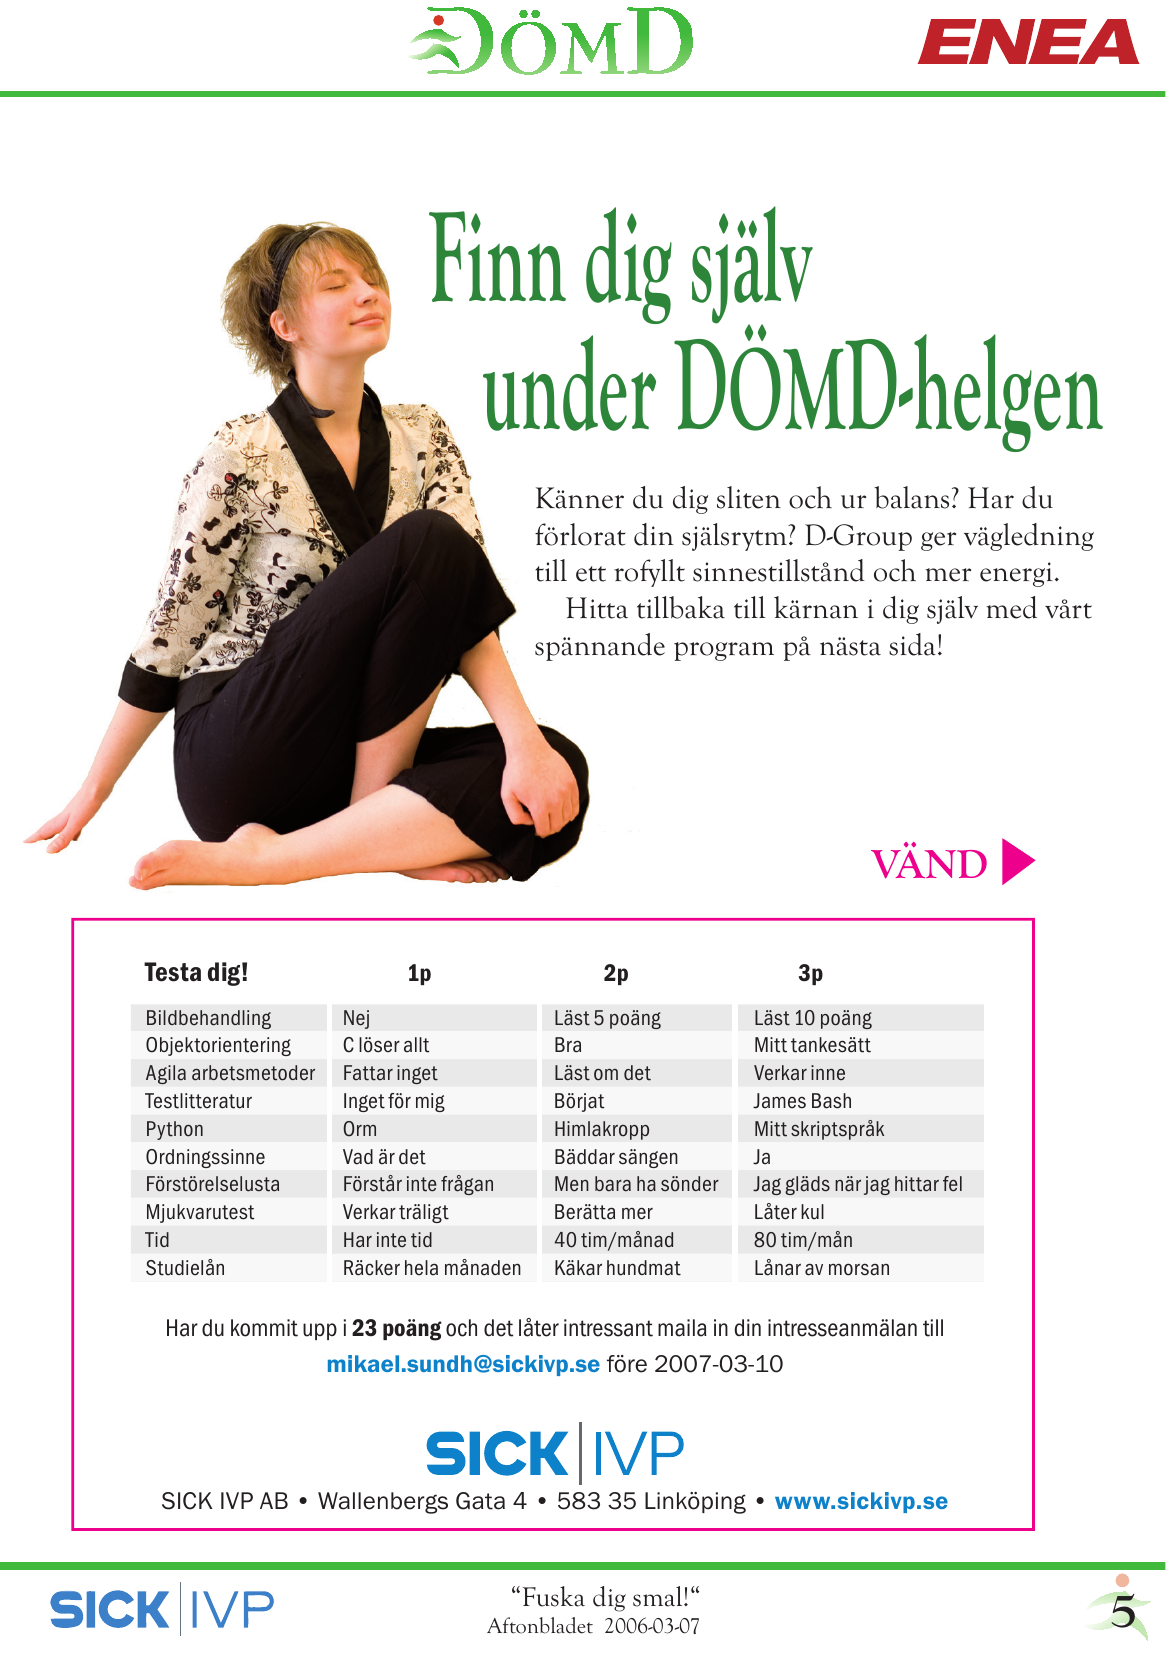 DÖMD
ENEA
Finn dig själv
under DÖMD-helgen
Känner du dig sliten och ur balans? Har du
förlorat din själsrytm? D-Group ger vägledning
till ett rofyllt sinnestillstånd och mer energi.
Hitta tillbaka till kärnan i dig själv med vårt
spännande program på nästa sida!
VÄND
Testa dig! 1p 2p 3p
Bildbehandling Nej Läst 5 poäng Läst 10 poäng
Objektorientering C löser allt Bra Mitt tankesätt
Agila arbetsmetoder Fattar inget Läst om det Verkar inne
Testlitteratur Inget för mig Börjat James Bash
Python Orm Himlakropp Mitt skriptspråk
Ordningssinne Vad är det Bäddar sängen Ja
Förstörelselusta Förstår inte frågan Men bara ha sönder Jag gläds när jag hittar fel
Mjukvarutest Verkar träligt Berätta mer Låter kul
Tid Har inte tid 40 tim/månad 80 tim/mån
Studielån Räcker hela månaden Käkar hundmat Lånar av morsan
Har du kommit upp i 23 poäng och det låter intressant maila in din intresseanmälan till
mikael.sundh@sickivp.se före 2007-03-10
SICK IVP
SICK IVP AB • Wallenbergs Gata 4 • 583 35 Linköping • www.sickivp.se
SICK IVP
“Fuska dig smal!“
Aftonbladet 2006-03-07
5